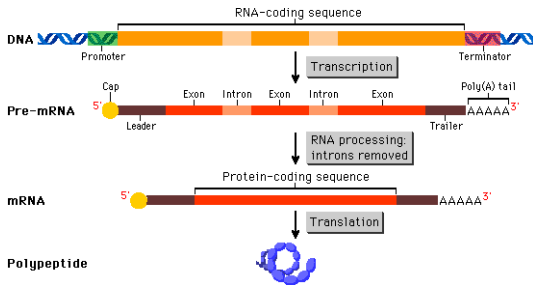 RNA-coding sequence
DNA
Promoter
Terminator
Transcription
Cap
Poly(A) tail
Exon Intron Exon Intron Exon
Pre-mRNA
5'
AAAAA
3'
Leader
Trailer
RNA processing:
introns removed
Protein-coding sequence
mRNA
5'
AAAAA
3'
Translation
Polypeptide